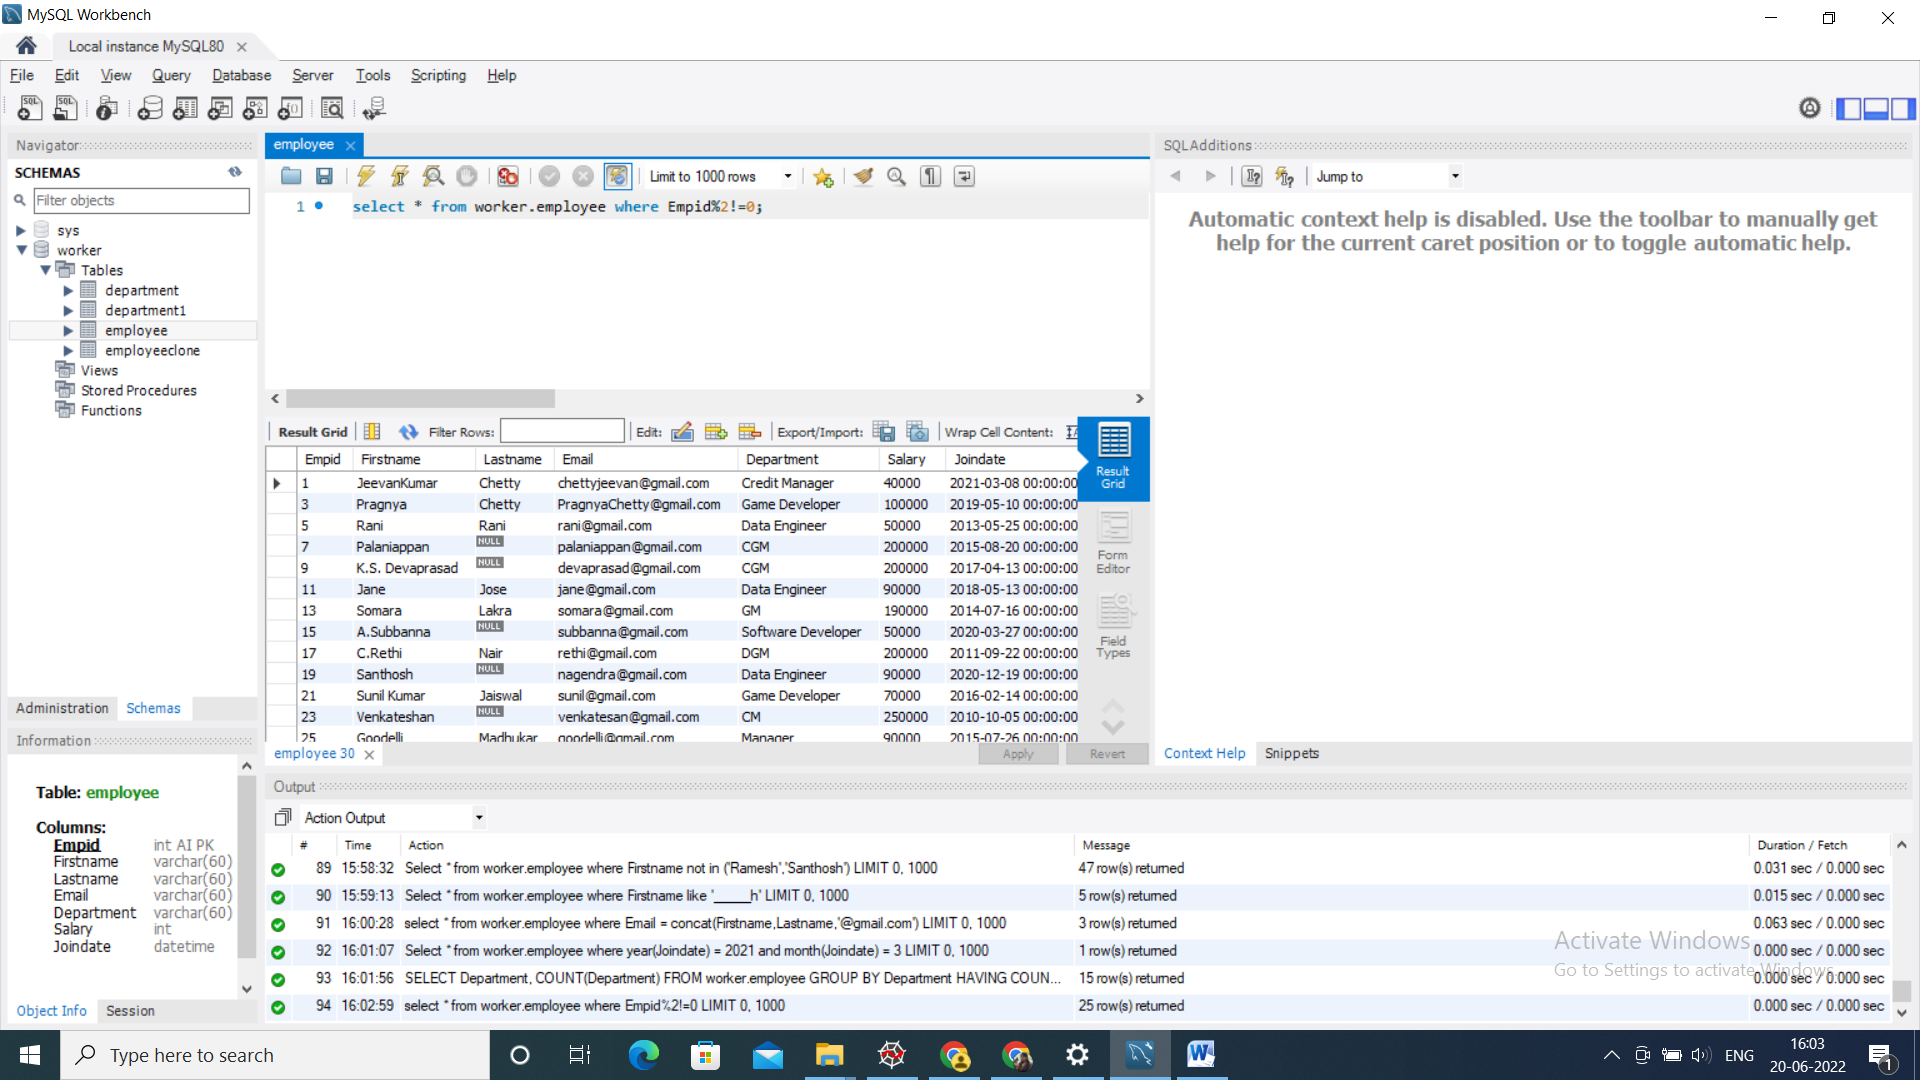 MySQL Workbench
Local instance MySQL80
File Edit View Query Database Server Tools Scripting Help
Navigator
SCHEMAS
Filter objects
sys
worker
Tables
department
department1
employee
employeeclone
Views
Stored Procedures
Functions
Administration Schemas
Information
Table: employee
Columns:
Empid int AI PK
Firstname varchar(60)
Lastname varchar(60)
Email varchar(60)
Department varchar(60)
Salary int
Joindate datetime
Object Info Session
employee
Limit to 1000 rows
1 select * from worker.employee where Empid%2!=0;
Result Grid Filter Rows: Edit: Export/Import: Wrap Cell Content:
Empid Firstname Lastname Email Department Salary Joindate
1 JeevanKumar Chetty chettyjeevan@gmail.com Credit Manager 40000 2021-03-08 00:00:00
3 Pragnya Chetty PragnyaChetty@gmail.com Game Developer 100000 2019-05-10 00:00:00
5 Rani Rani rani@gmail.com Data Engineer 50000 2013-05-25 00:00:00
7 Palaniappan NULL palaniappan@gmail.com CGM 200000 2015-08-20 00:00:00
9 K.S. Devaprasad NULL devaprasad@gmail.com CGM 200000 2017-04-13 00:00:00
11 Jane Jose jane@gmail.com Data Engineer 90000 2018-05-13 00:00:00
13 Somara Lakra somara@gmail.com GM 190000 2014-07-16 00:00:00
15 A.Subbanna NULL subbanna@gmail.com Software Developer 50000 2020-03-27 00:00:00
17 C.Rethi Nair rethi@gmail.com DGM 200000 2011-09-22 00:00:00
19 Santhosh NULL nagendra@gmail.com Data Engineer 90000 2020-12-19 00:00:00
21 Sunil Kumar Jaiswal sunil@gmail.com Game Developer 70000 2016-02-14 00:00:00
23 Venkateshan NULL venkatesan@gmail.com CM 250000 2010-10-05 00:00:00
25 Goodelli Madhukar goodelli@gmail.com Manager 90000 2015-07-26 00:00:00
Result
Grid
Form
Editor
Field
Types
employee 30
Apply Revert
SQLAdditions
Jump to
Automatic context help is disabled. Use the toolbar to manually get
help for the current caret position or to toggle automatic help.
Context Help Snippets
Output
Action Output
# Time Action Message Duration / Fetch
89 15:58:32 Select * from worker.employee where Firstname not in ('Ramesh','Santhosh') LIMIT 0, 1000 47 row(s) returned 0.031 sec / 0.000 sec
90 15:59:13 Select * from worker.employee where Firstname like '_____h' LIMIT 0, 1000 5 row(s) returned 0.015 sec / 0.000 sec
91 16:00:28 select * from worker.employee where Email = concat(Firstname,Lastname,'@gmail.com') LIMIT 0, 1000 3 row(s) returned 0.063 sec / 0.000 sec
92 16:01:07 Select * from worker.employee where year(Joindate) = 2021 and month(Joindate) = 3 LIMIT 0, 1000 1 row(s) returned 0.000 sec / 0.000 sec
93 16:01:56 SELECT Department, COUNT(Department) FROM worker.employee GROUP BY Department HAVING COUN... 15 row(s) returned 0.000 sec / 0.000 sec
94 16:02:59 select * from worker.employee where Empid%2!=0 LIMIT 0, 1000 25 row(s) returned 0.000 sec / 0.000 sec
Activate Windows
Go to Settings to activate Windows.
Type here to search
ENG
16:03
20-06-2022
1